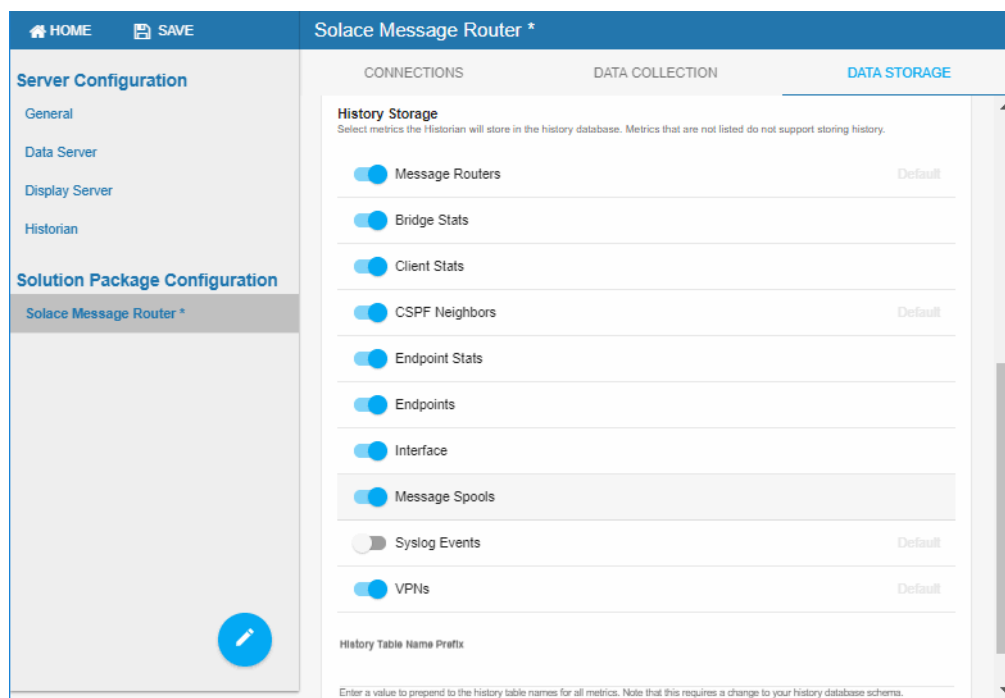 HOME SAVE Solace Message Router *
Server Configuration
General
Data Server
Display Server
Historian
Solution Package Configuration
Solace Message Router *
CONNECTIONS DATA COLLECTION DATA STORAGE
History Storage
Select metrics the Historian will store in the history database. Metrics that are not listed do not support storing history.
Message Routers Default
Bridge Stats
Client Stats
CSPF Neighbors Default
Endpoint Stats
Endpoints
Interface
Message Spools
Syslog Events Default
VPNs Default
History Table Name Prefix
Enter a value to prepend to the history table names for all metrics. Note that this requires a change to your history database schema.